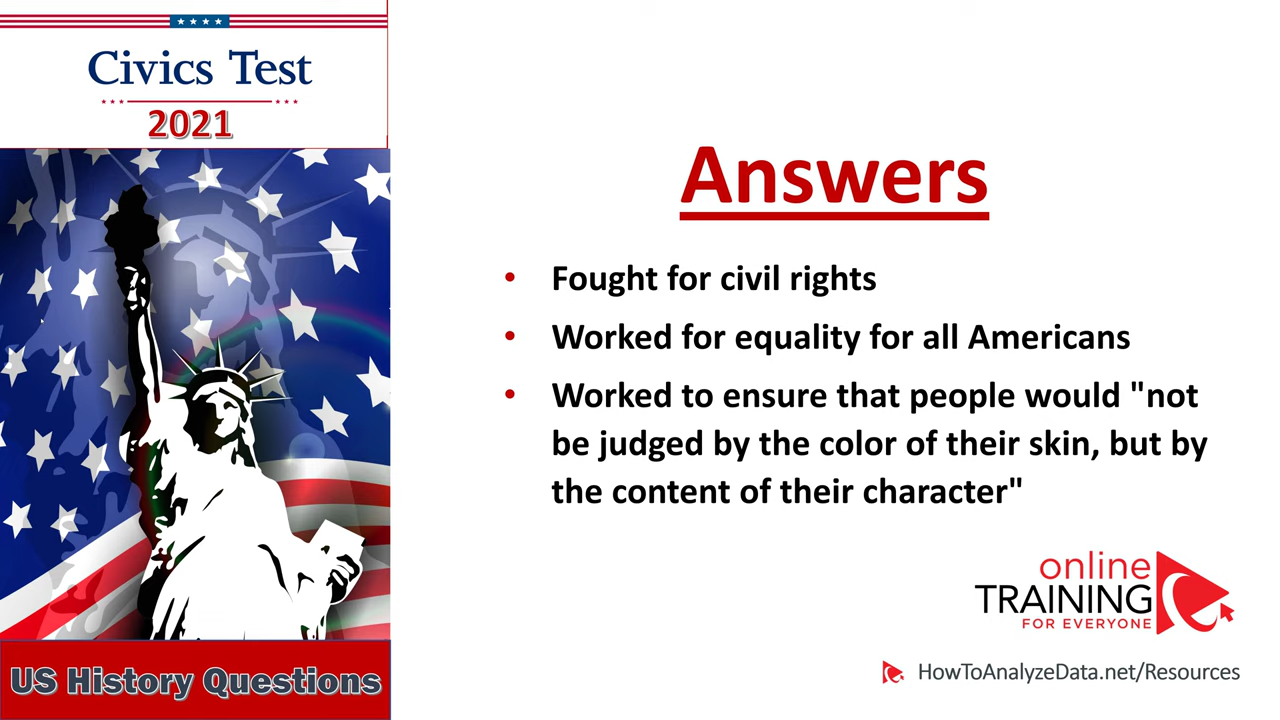 Civics Test
2021
US History Questions
Answers
• Fought for civil rights
• Worked for equality for all Americans
• Worked to ensure that people would "not
be judged by the color of their skin, but by
the content of their character"
online
TRAINING
FOR EVERYONE
HowToAnalyzeData.net/Resources